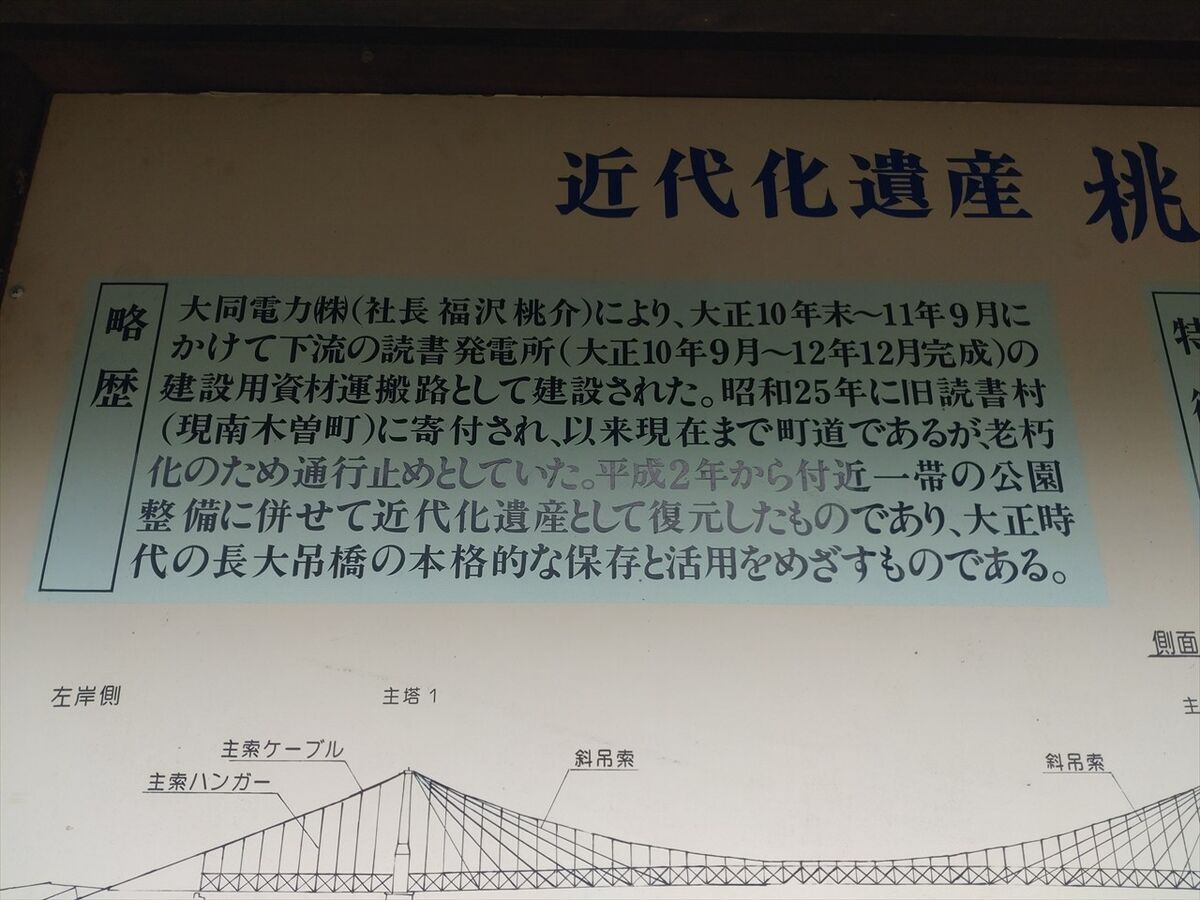 近代化遺産 桃
略歴
大同電力㈱(社長 福沢桃介)により、大正10年末〜11年9月に
かけて下流の読書発電所(大正10年9月〜12年12月完成)の
建設用資材運搬路として建設された。昭和25年に旧読書村
(現南木曽町)に寄付され、以来現在まで町道であるが、老朽
化のため通行止めとしていた。平成2年から付近一帯の公園
整備に併せて近代化遺産として復元したものであり、大正時
代の長大吊橋の本格的な保存と活用をめざすものである。
特
側面
左岸側
主塔1
主
主索ケーブル
主索ハンガー
斜吊索
斜吊索